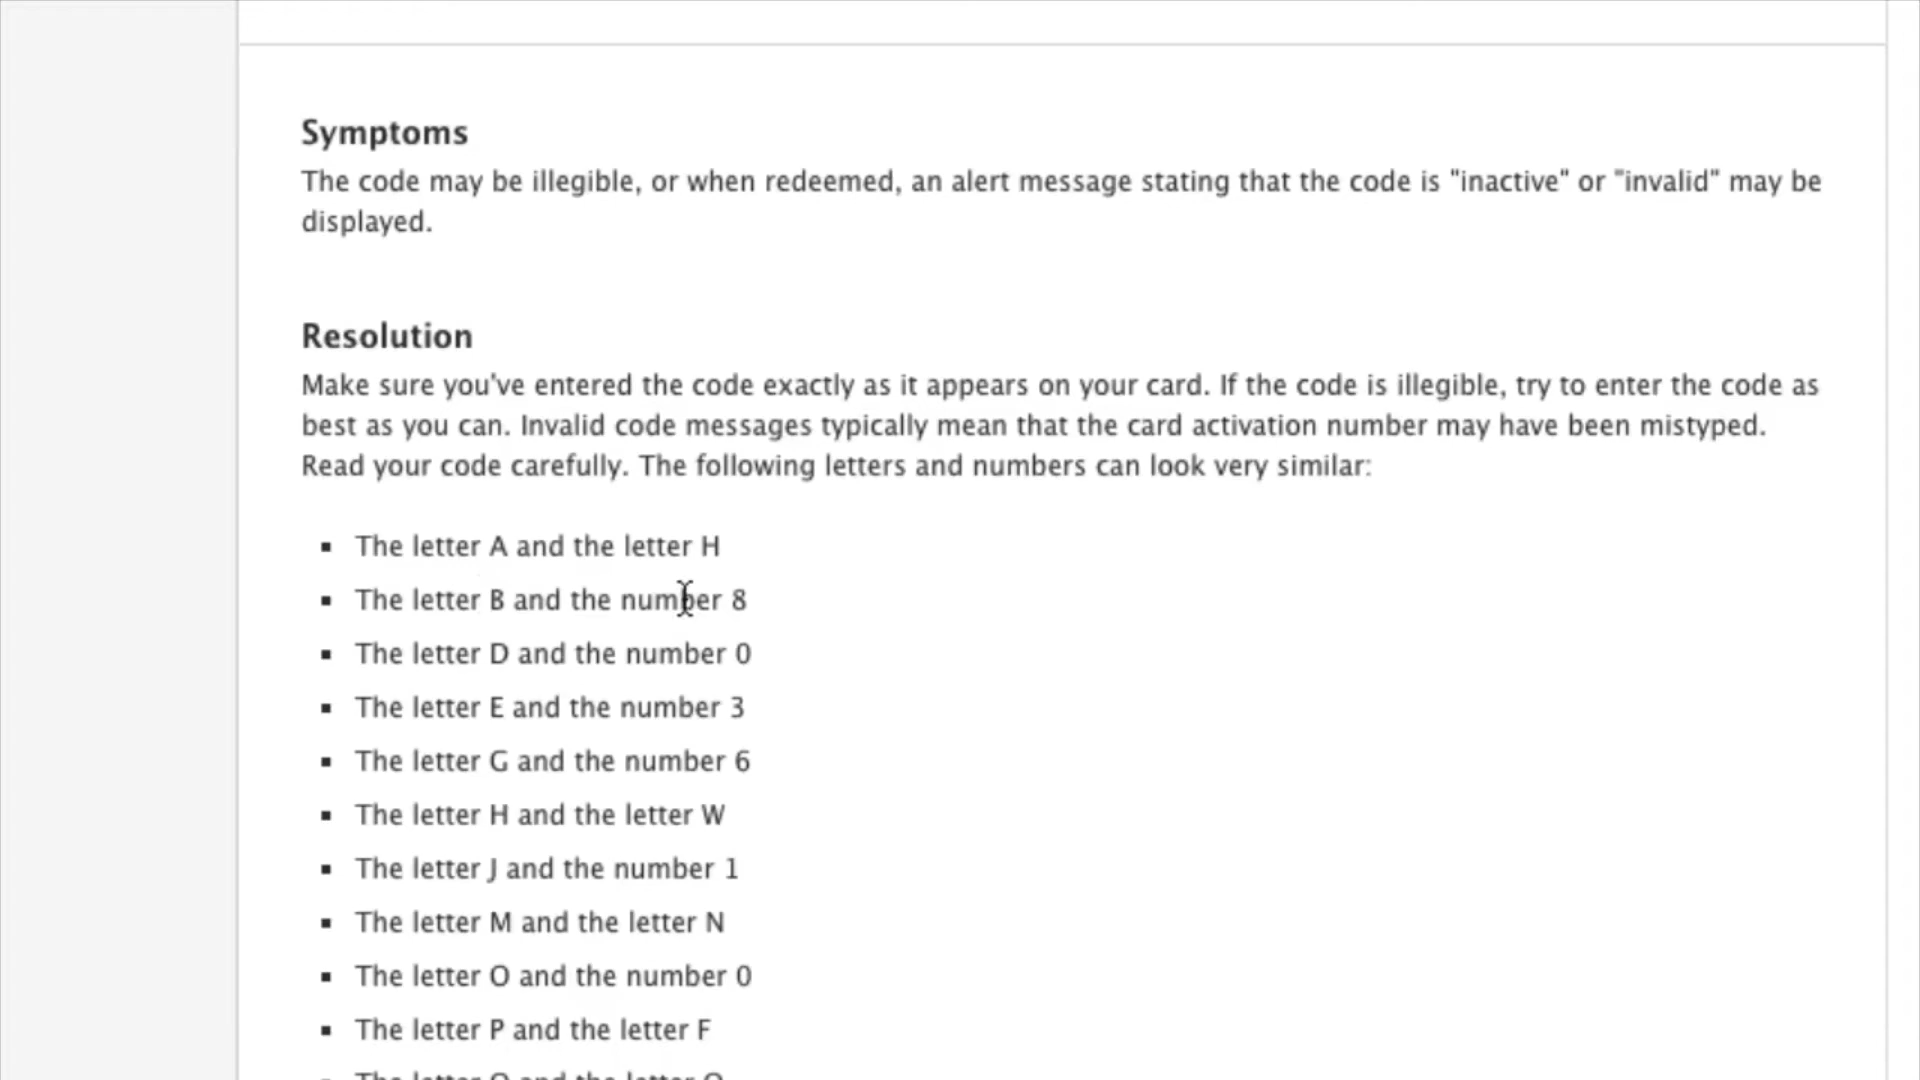 Symptoms
The code may be illegible, or when redeemed, an alert message stating that the code is "inactive" or "invalid" may be
displayed.
Resolution
Make sure you've entered the code exactly as it appears on your card. If the code is illegible, try to enter the code as
best as you can. Invalid code messages typically mean that the card activation number may have been mistyped.
Read your code carefully. The following letters and numbers can look very similar:
▪ The letter A and the letter H
▪ The letter B and the number 8
▪ The letter D and the number 0
▪ The letter E and the number 3
▪ The letter G and the number 6
▪ The letter H and the letter W
▪ The letter J and the number 1
▪ The letter M and the letter N
▪ The letter O and the number 0
▪ The letter P and the letter F
The letter and the letter